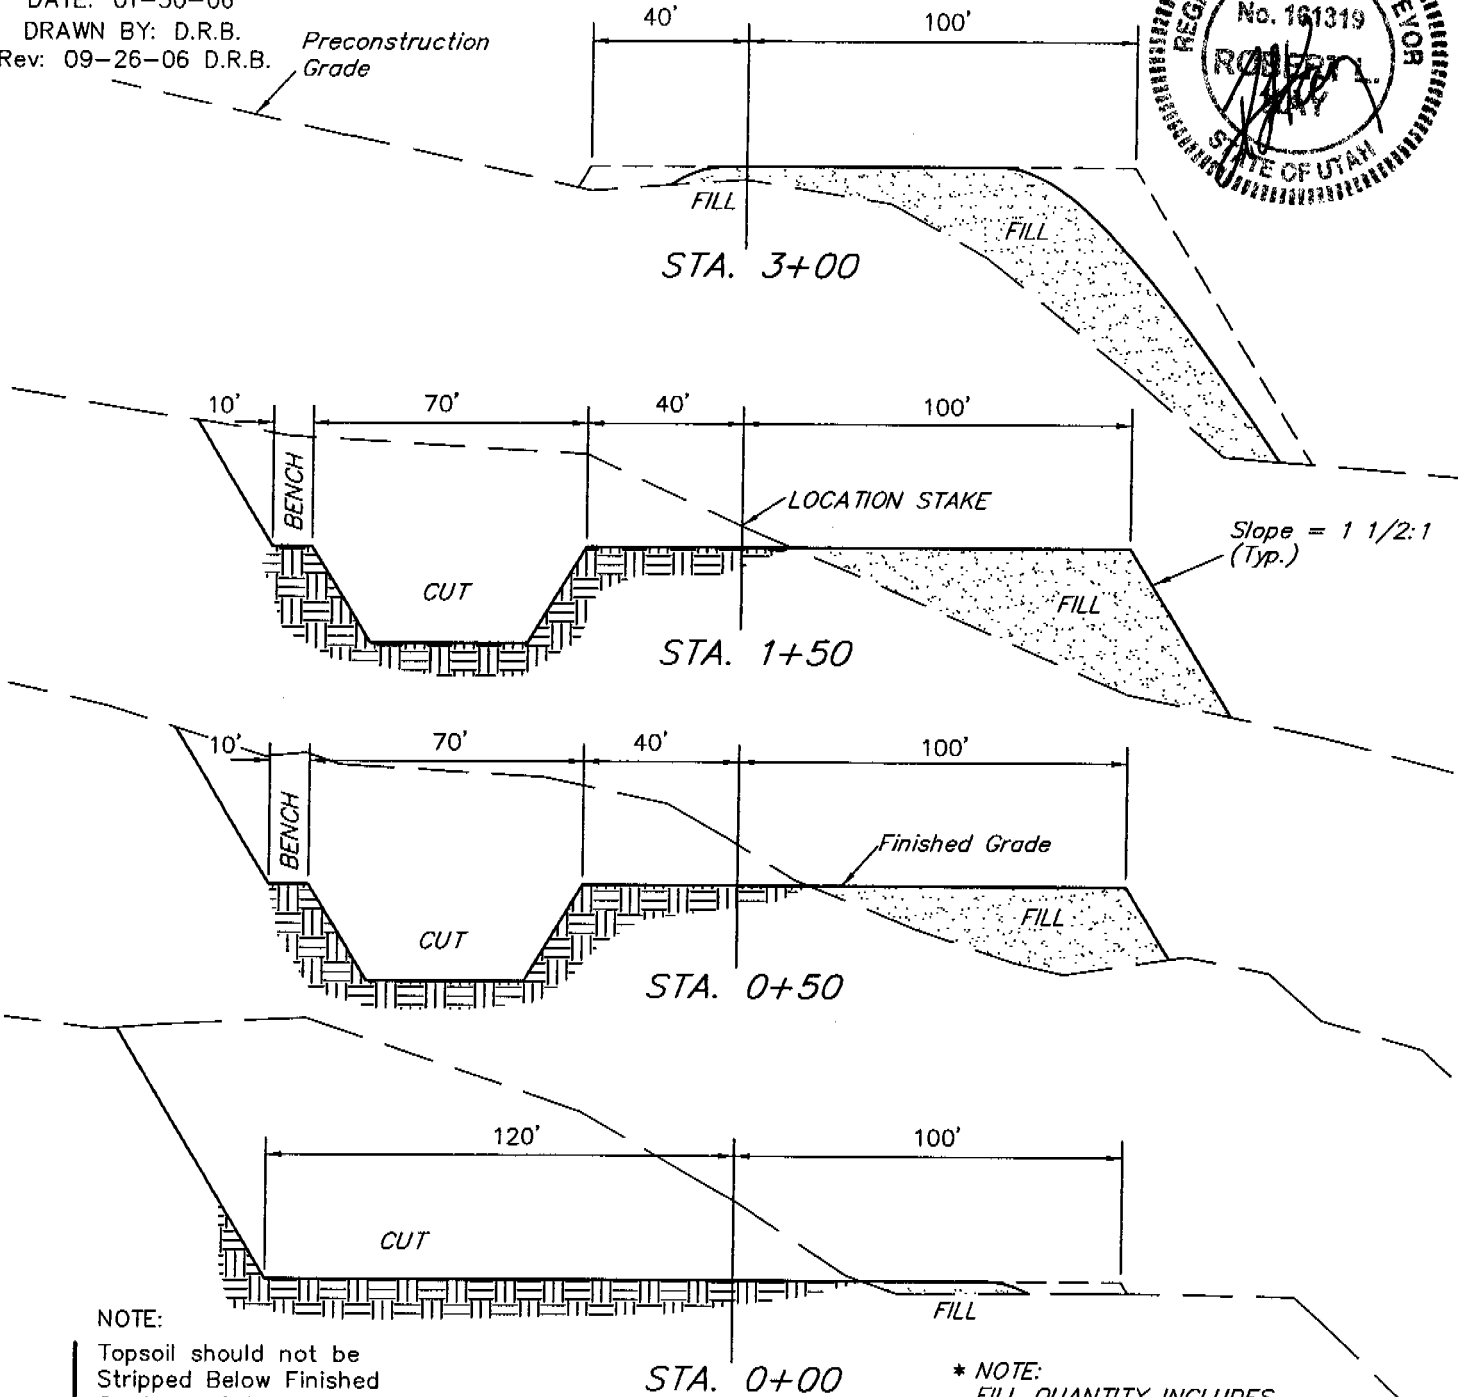 DATE: 01-30-06
DRAWN BY: D.R.B.
Rev: 09-26-06 D.R.B.
Preconstruction
Grade
40'
100'
No. 161319
ROBERT L.
STATE OF UTAH
FILL
FILL
STA. 3+00
10'
70'
40'
100'
BENCH
LOCATION STAKE
Slope = 1 1/2:1
(Typ.)
CUT
FILL
STA. 1+50
10'
70'
40'
100'
BENCH
Finished Grade
CUT
FILL
STA. 0+50
120'
100'
CUT
FILL
STA. 0+00
NOTE:
Topsoil should not be
Stripped Below Finished
* NOTE:
FILL QUANTITY INCLUDES